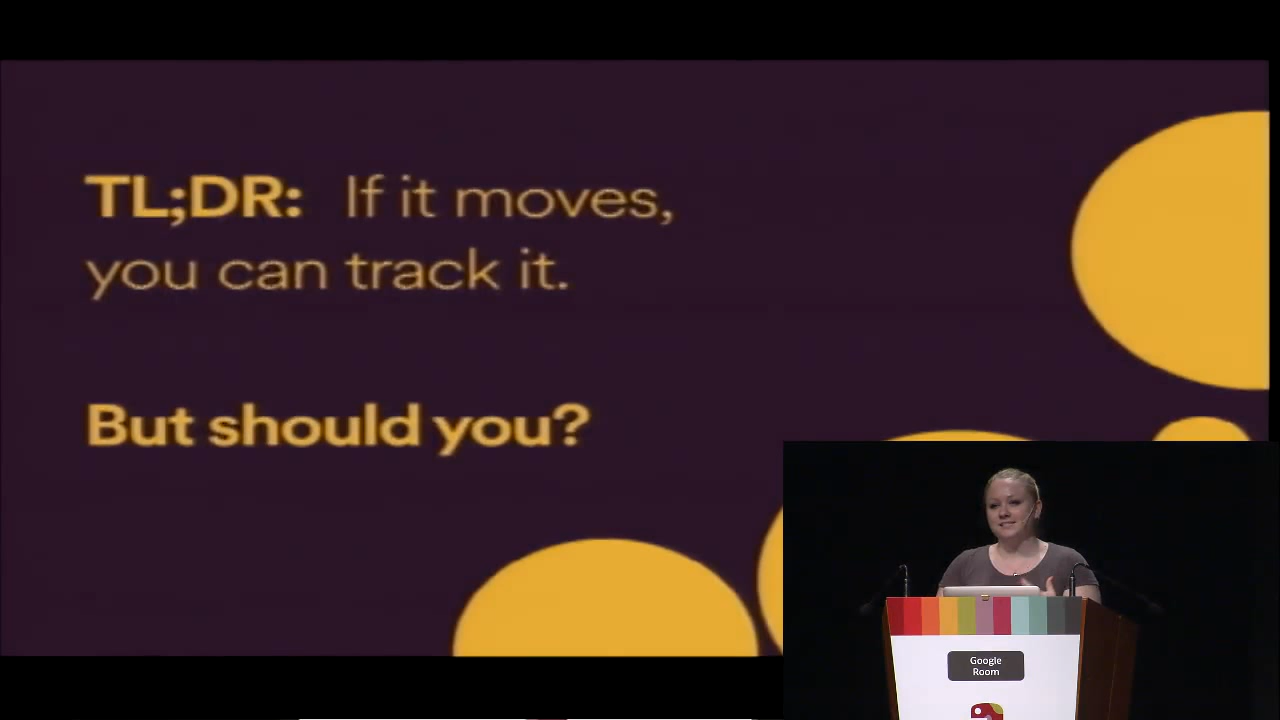 TL;DR: If it moves,
you can track it.
But should you?
Google
Room